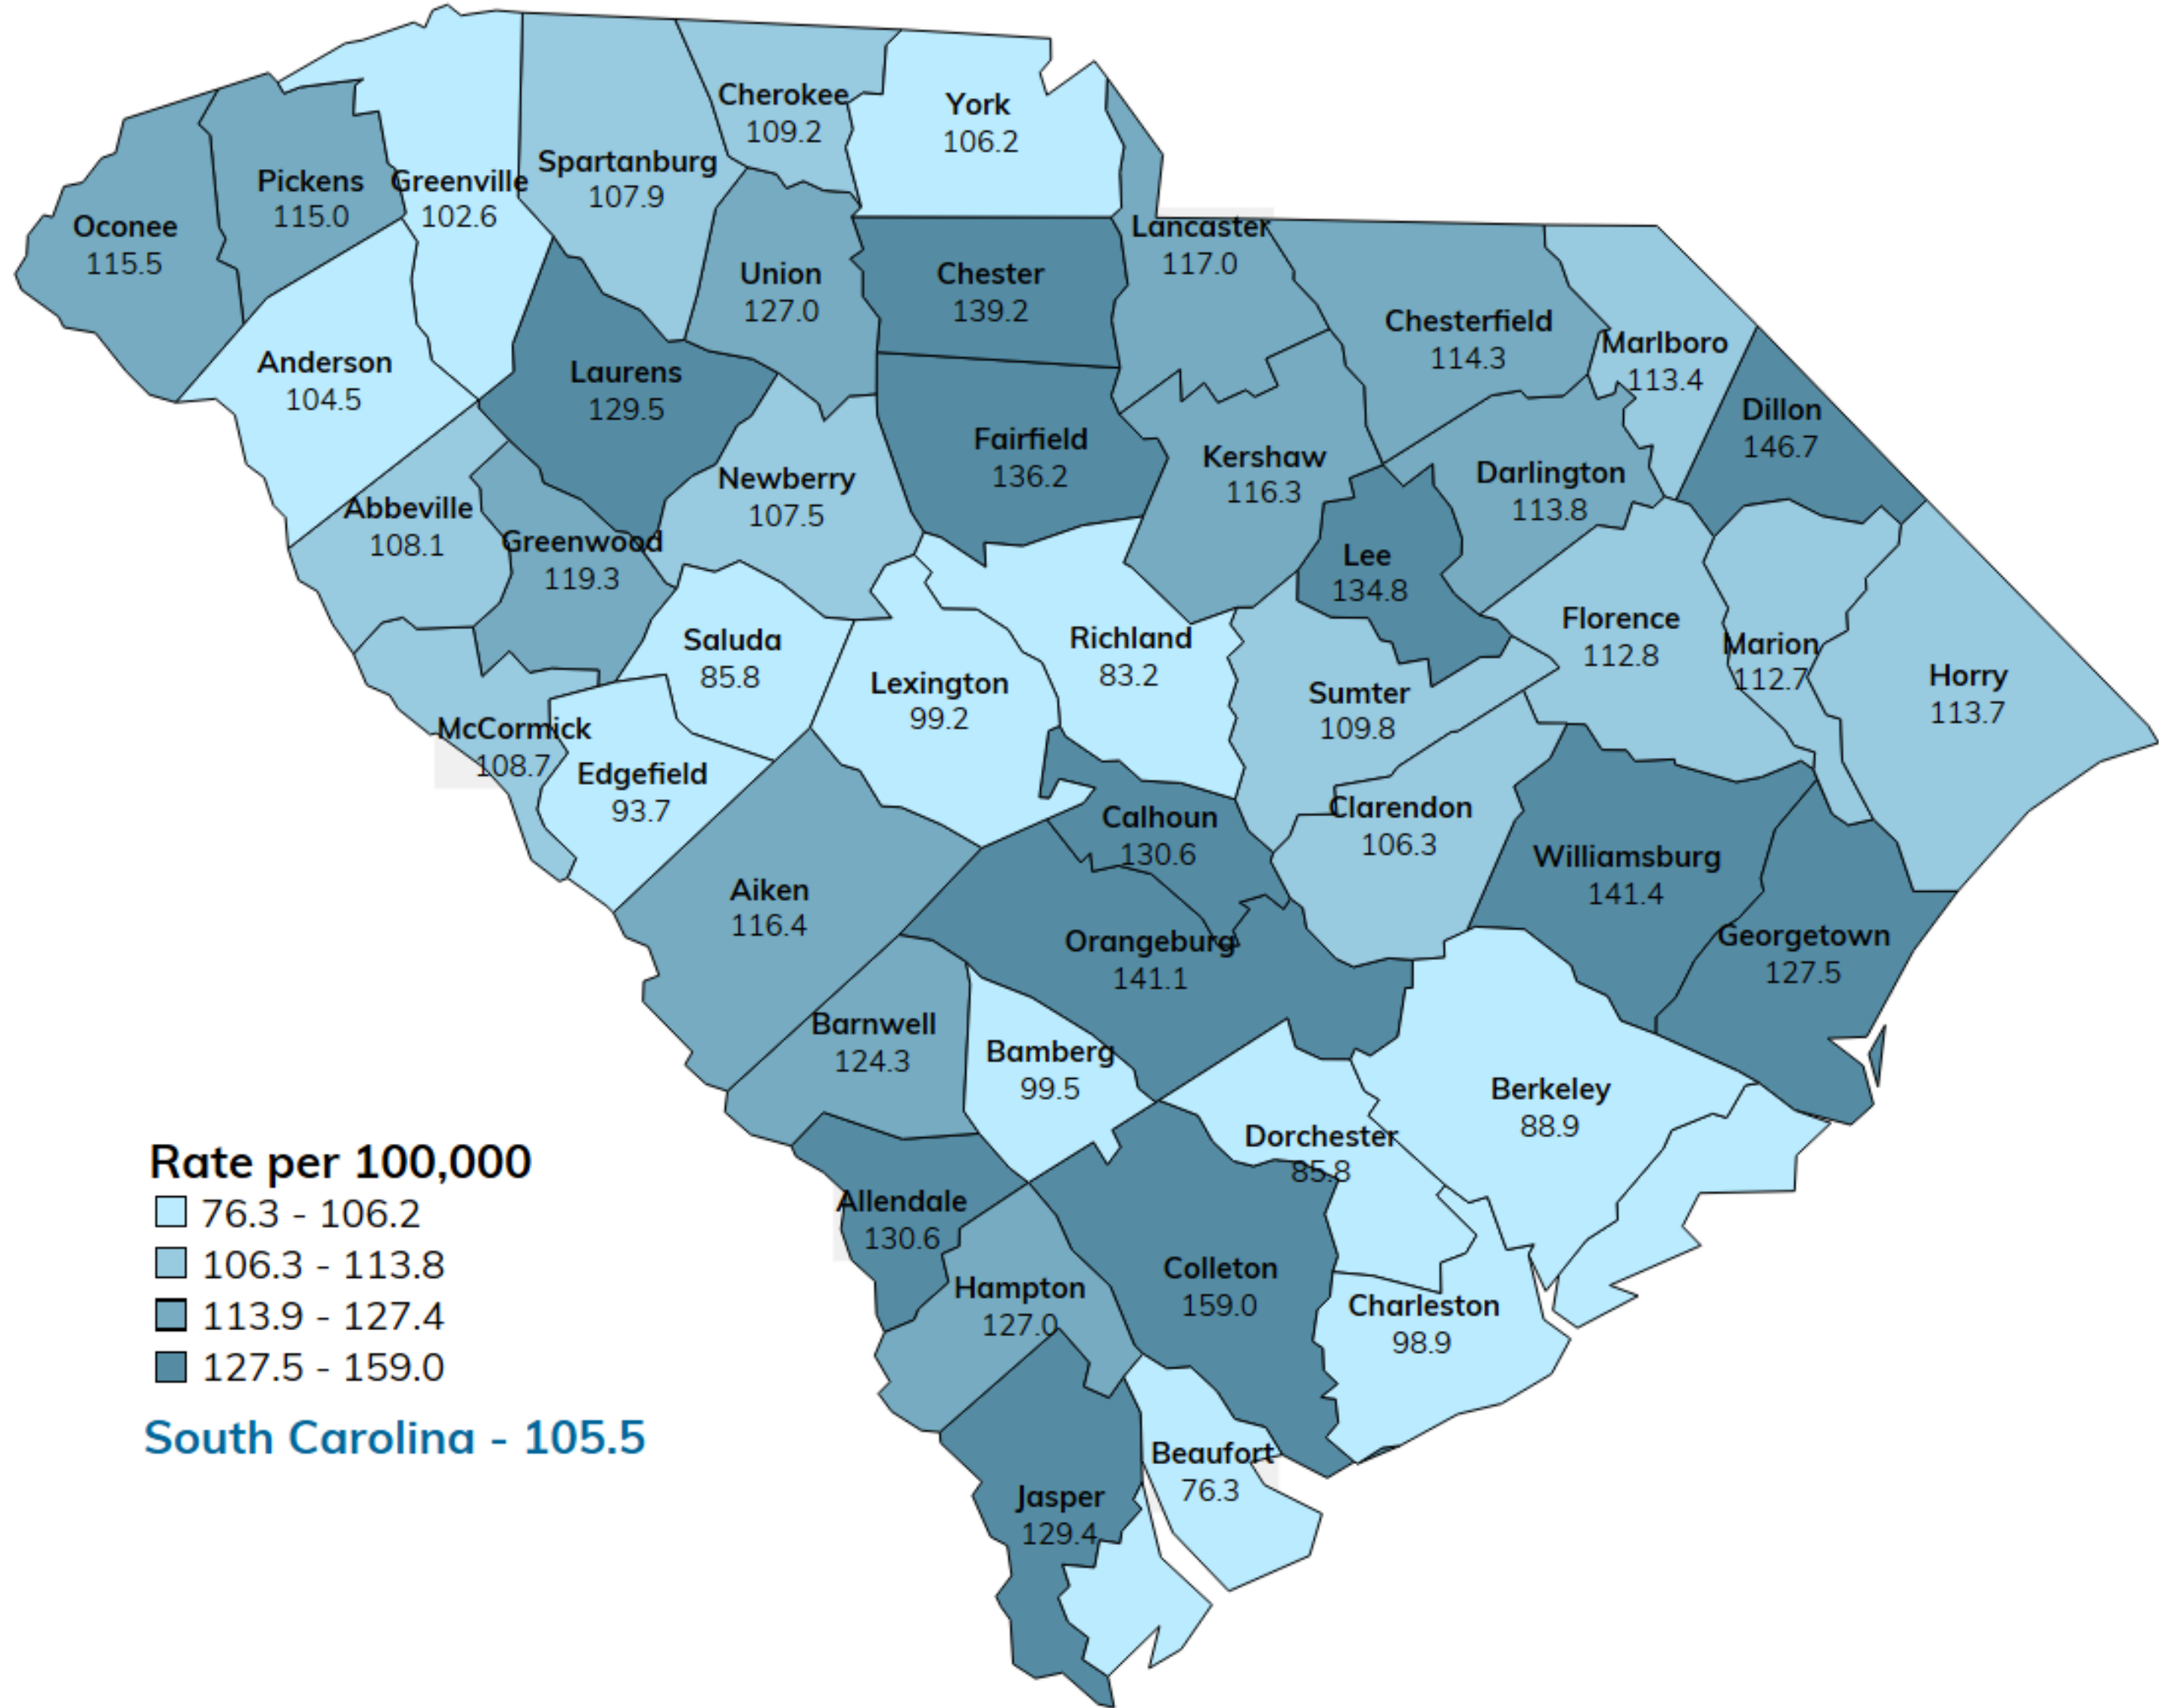 Cherokee
109.2
York
106.2
Spartanburg
107.9
Pickens
115.0
Greenville
102.6
Oconee
115.5
Lancaster
117.0
Union
127.0
Chester
139.2
Chesterfield
114.3
Marlboro
113.4
Anderson
104.5
Laurens
129.5
Dillon
146.7
Fairfield
136.2
Kershaw
116.3
Darlington
113.8
Newberry
107.5
Abbeville
108.1
Greenwood
119.3
Lee
134.8
Florence
112.8
Saluda
85.8
Richland
83.2
Marion
112.7
Horry
113.7
Lexington
99.2
Sumter
109.8
McCormick
108.7
Edgefield
93.7
Calhoun
130.6
Clarendon
106.3
Williamsburg
141.4
Aiken
116.4
Orangeburg
141.1
Georgetown
127.5
Barnwell
124.3
Bamberg
99.5
Berkeley
88.9
Dorchester
85.8
Allendale
130.6
Colleton
159.0
Hampton
127.0
Charleston
98.9
Beaufort
76.3
Jasper
129.4
Rate per 100,000
76.3 - 106.2
106.3 - 113.8
113.9 - 127.4
127.5 - 159.0
South Carolina - 105.5